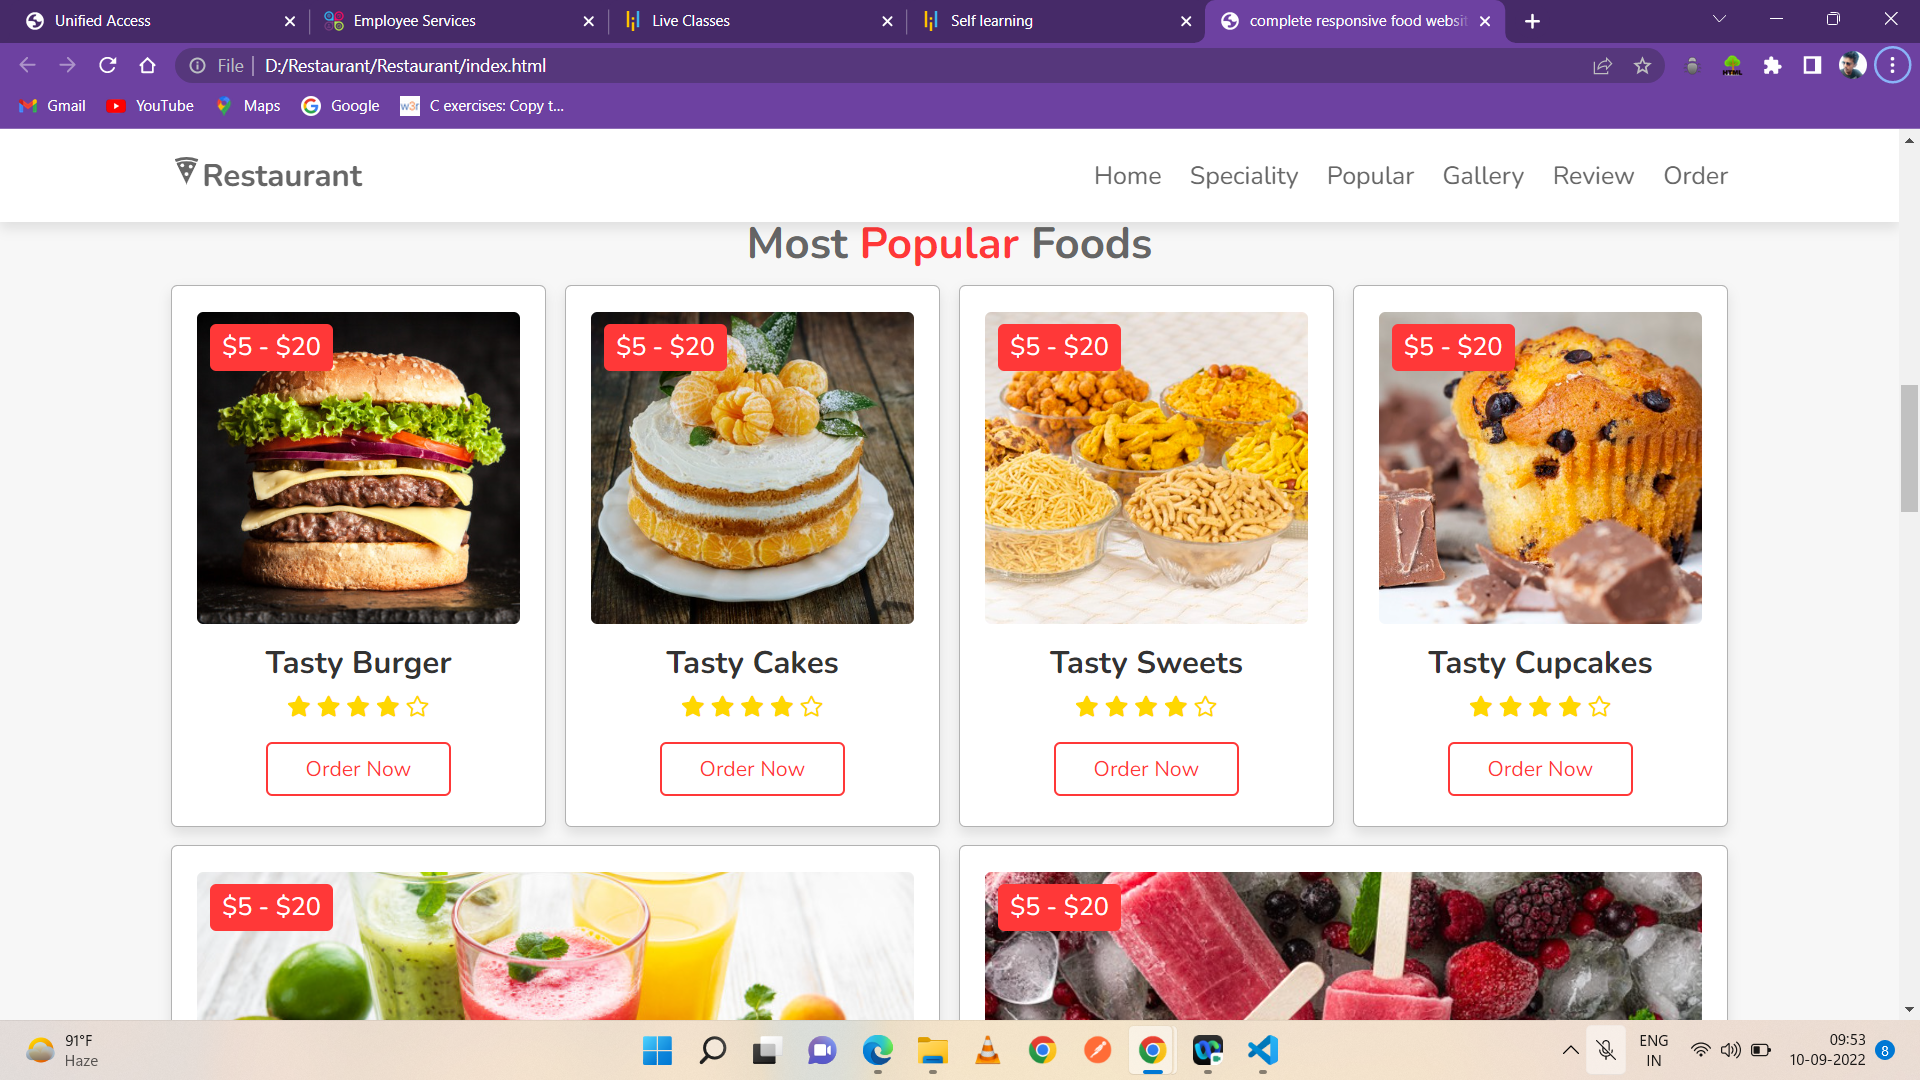 Unified Access
Employee Services
Live Classes
Self learning
complete responsive food websit
File
D:/Restaurant/Restaurant/index.html
HTML
Gmail
YouTube
Maps
Google
w3r
C exercises: Copy t...
Restaurant
Home
Speciality
Popular
Gallery
Review
Order
Most Popular Foods
$5 - $20
$5 - $20
$5 - $20
$5 - $20
Tasty Burger
Tasty Cakes
Tasty Sweets
Tasty Cupcakes
Order Now
Order Now
Order Now
Order Now
$5 - $20
$5 - $20
91°F
Haze
ENG
IN
09:53
10-09-2022
8